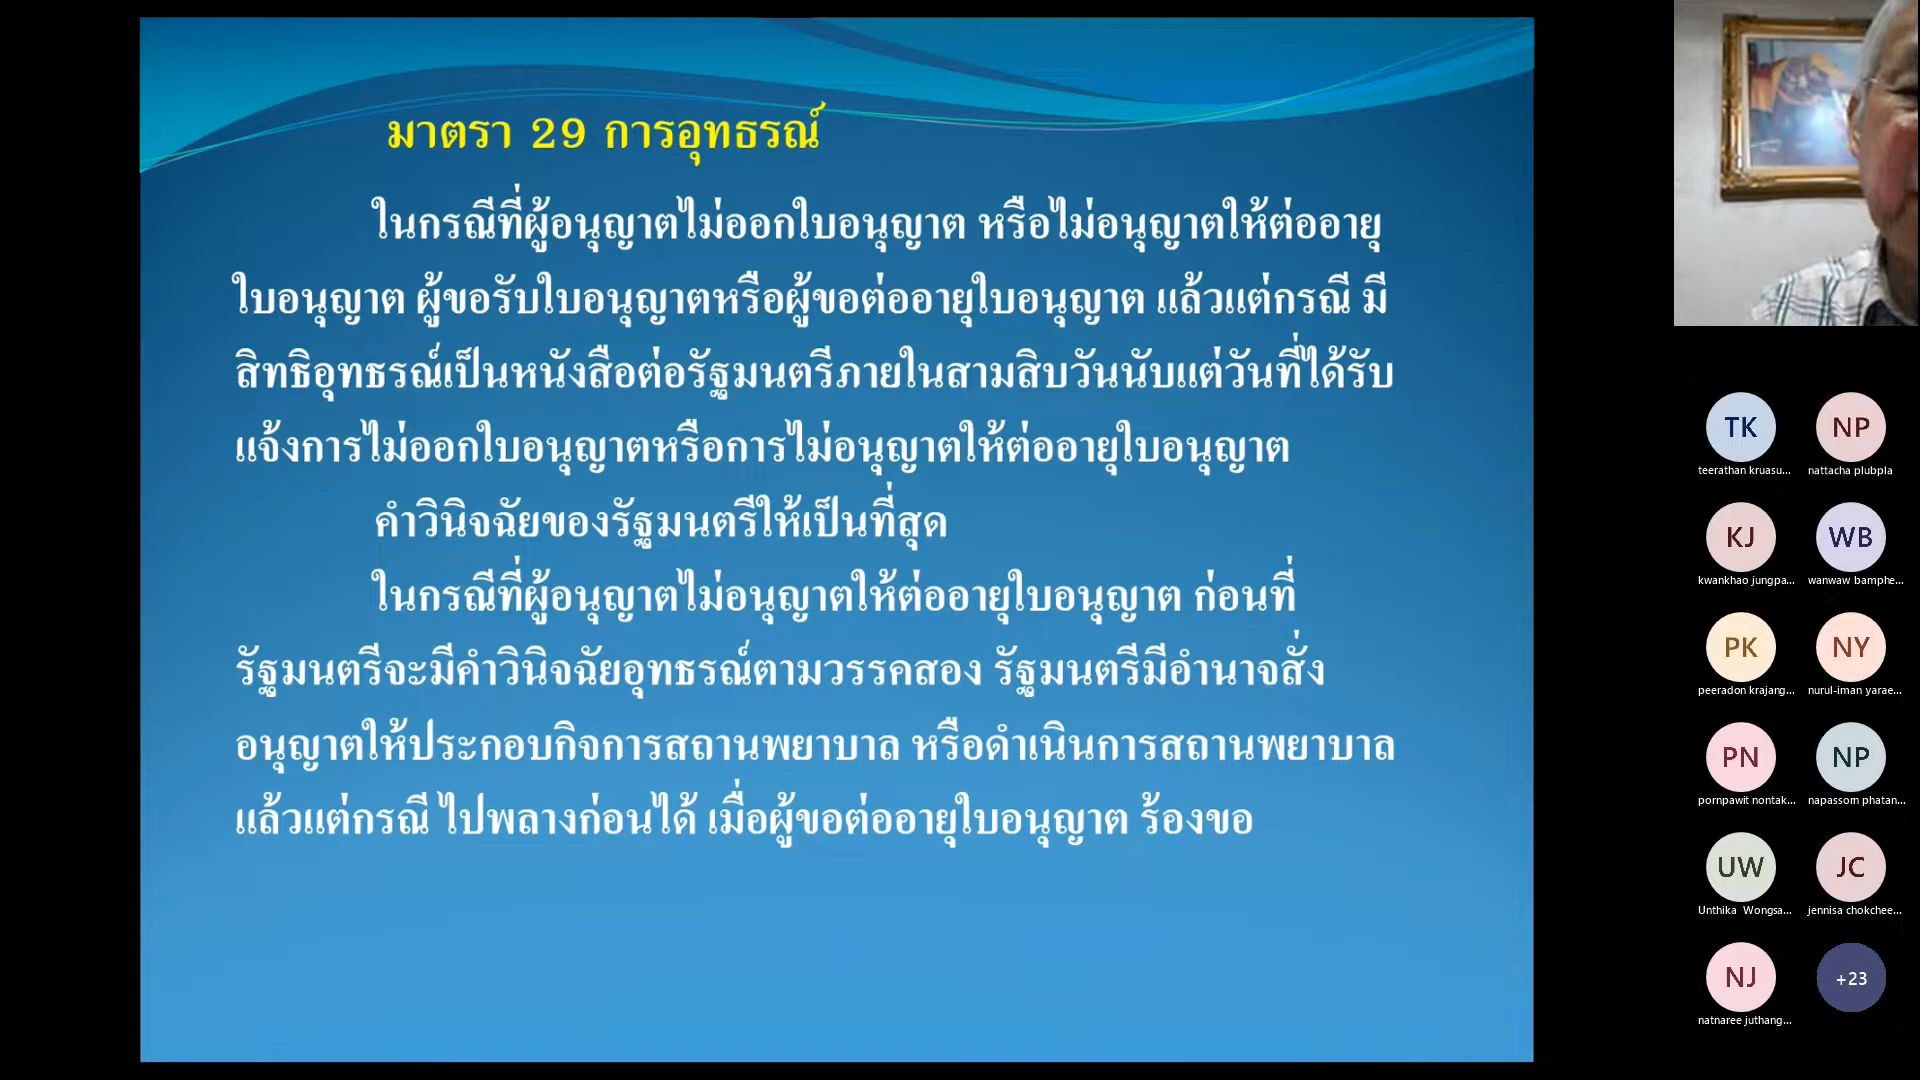 มาตรา 29 การอุทธรณ์
ในกรณีที่ผู้อนุญาตไม่ออกใบอนุญาต หรือไม่อนุญาตให้ต่ออายุ
ใบอนุญาต ผู้ขอรับใบอนุญาตหรือผู้ขอต่ออายุใบอนุญาต แล้วแต่กรณี มี
สิทธิอุทธรณ์เป็นหนังสือต่อรัฐมนตรีภายในสามสิบวันนับแต่วันที่ได้รับ
แจ้งการไม่ออกใบอนุญาตหรือการไม่อนุญาตให้ต่ออายุใบอนุญาต
คำวินิจฉัยของรัฐมนตรีให้เป็นที่สุด
ในกรณีที่ผู้อนุญาตไม่อนุญาตให้ต่ออายุใบอนุญาต ก่อนที่
รัฐมนตรีจะมีคำวินิจฉัยอุทธรณ์ตามวรรคสอง รัฐมนตรีมีอำนาจสั่ง
อนุญาตให้ประกอบกิจการสถานพยาบาล หรือดำเนินการสถานพยาบาล
แล้วแต่กรณี ไปพลางก่อนได้ เมื่อผู้ขอต่ออายุใบอนุญาต ร้องขอ
TK NP
teerathan kruasu... nattacha plubpla
KJ WB
kwankhao jungpa... wanwaw bamphe...
PK NY
peeradon krajang... nurul-iman yarae...
PN NP
pornpawit nontak... napassorn phatan...
UW JC
Unthika Wongsa... jennisa chokchee...
NJ +23
natnaree juthang...